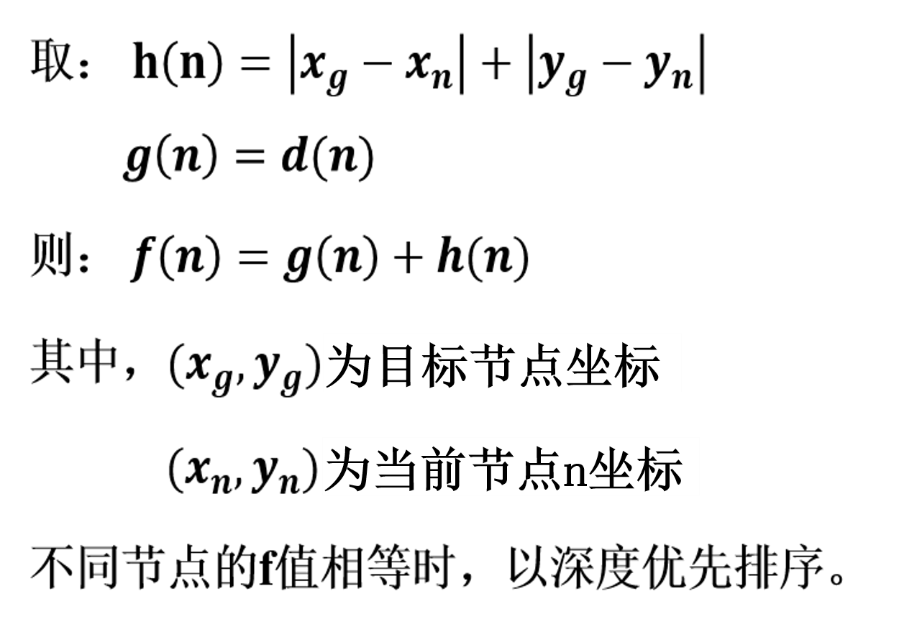 取：h(n) = |x_g − x_n| + |y_g − y_n|
g(n) = d(n)
则：f(n) = g(n) + h(n)
其中，(x_g, y_g)为目标节点坐标
(x_n, y_n)为当前节点n坐标
不同节点的f值相等时，以深度优先排序。